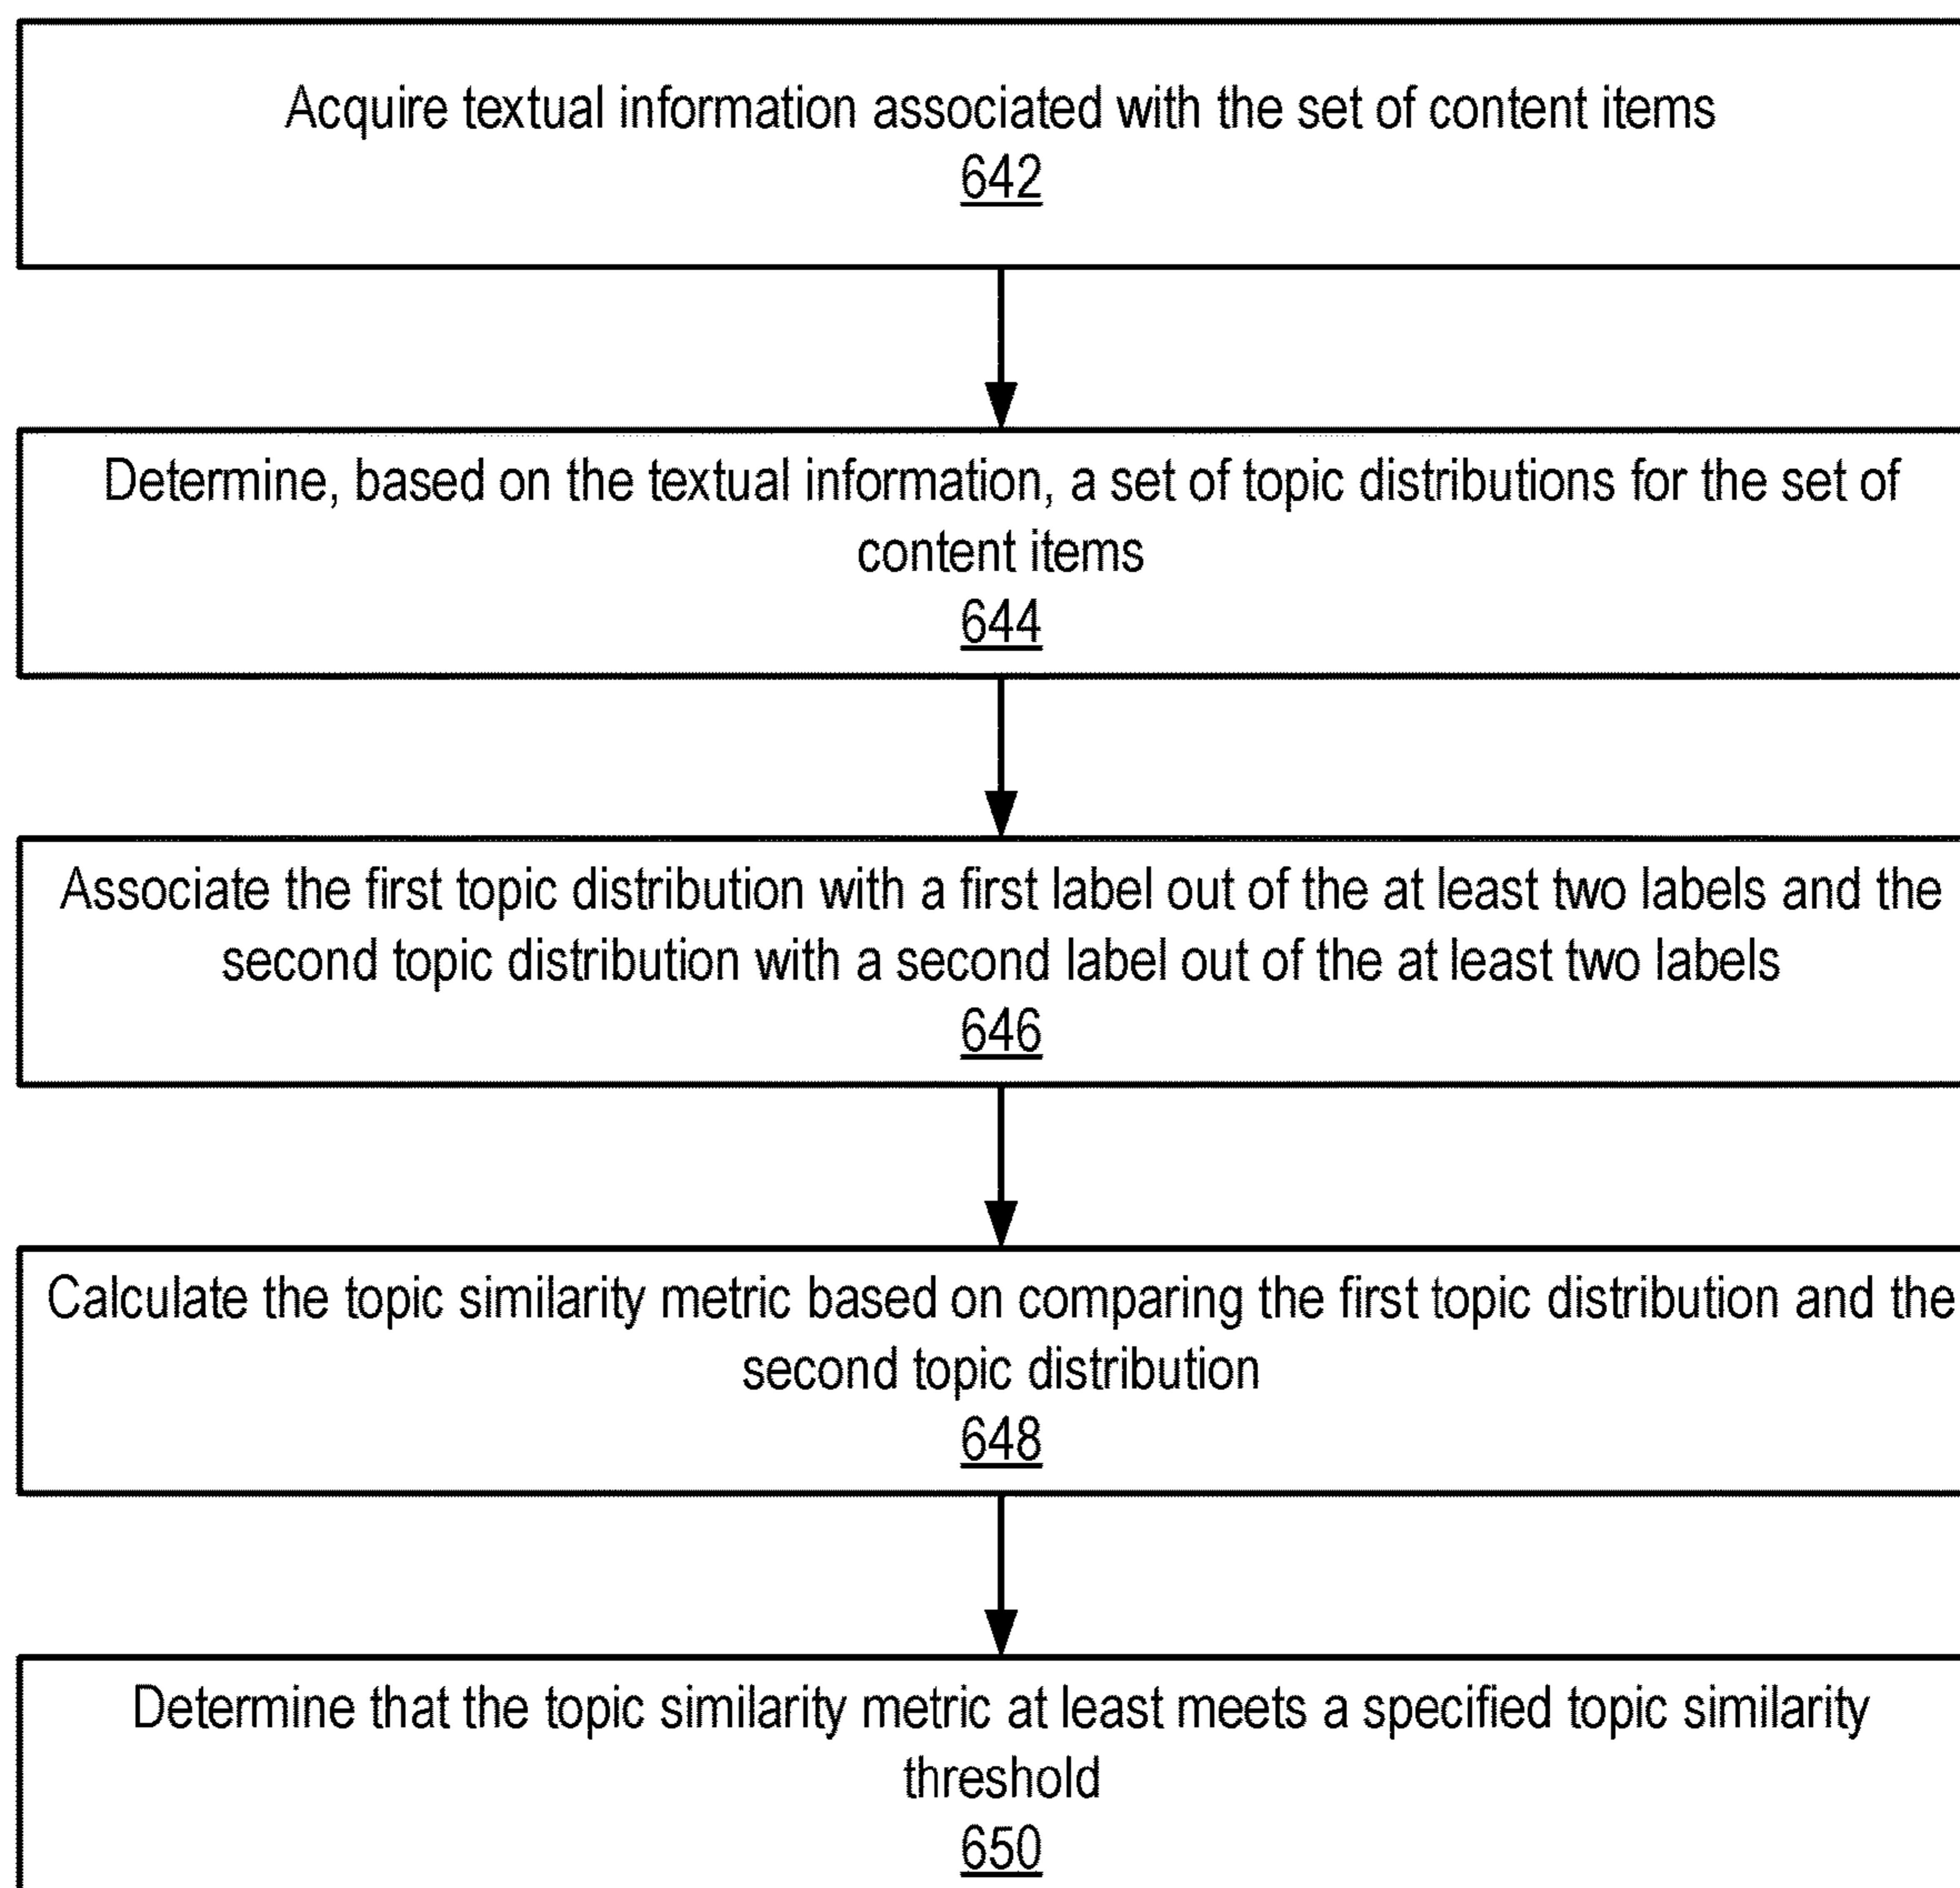 Acquire textual information associated with the set of content items
642
Determine, based on the textual information, a set of topic distributions for the set of
content items
644
Associate the first topic distribution with a first label out of the at least two labels and the
second topic distribution with a second label out of the at least two labels
646
Calculate the topic similarity metric based on comparing the first topic distribution and the
second topic distribution
648
Determine that the topic similarity metric at least meets a specified topic similarity
threshold
650